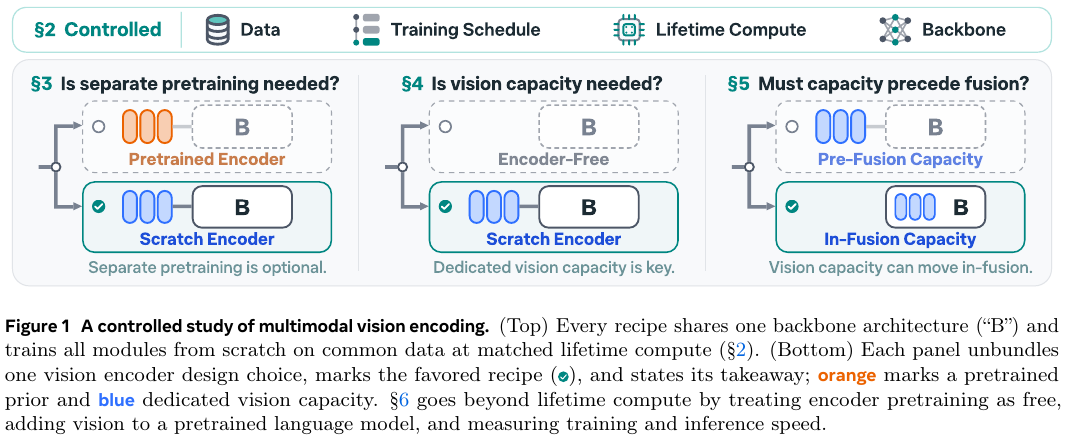 §2 Controlled
Data
Training Schedule
Lifetime Compute
Backbone
§3 Is separate pretraining needed?
B
Pretrained Encoder
B
Scratch Encoder
Separate pretraining is optional.
§4 Is vision capacity needed?
B
Encoder-Free
B
Scratch Encoder
Dedicated vision capacity is key.
§5 Must capacity precede fusion?
B
Pre-Fusion Capacity
B
In-Fusion Capacity
Vision capacity can move in-fusion.
Figure 1 A controlled study of multimodal vision encoding. (Top) Every recipe shares one backbone architecture (“B”) and
trains all modules from scratch on common data at matched lifetime compute (§2). (Bottom) Each panel unbundles
one vision encoder design choice, marks the favored recipe (✓), and states its takeaway; orange marks a pretrained
prior and blue dedicated vision capacity. §6 goes beyond lifetime compute by treating encoder pretraining as free,
adding vision to a pretrained language model, and measuring training and inference speed.